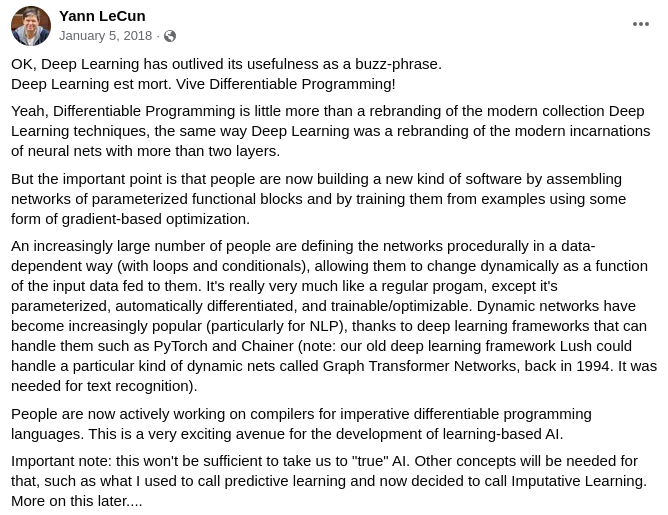 Yann LeCun
January 5, 2018 ·
OK, Deep Learning has outlived its usefulness as a buzz-phrase.
Deep Learning est mort. Vive Differentiable Programming!
Yeah, Differentiable Programming is little more than a rebranding of the modern collection Deep
Learning techniques, the same way Deep Learning was a rebranding of the modern incarnations
of neural nets with more than two layers.
But the important point is that people are now building a new kind of software by assembling
networks of parameterized functional blocks and by training them from examples using some
form of gradient-based optimization.
An increasingly large number of people are defining the networks procedurally in a data-
dependent way (with loops and conditionals), allowing them to change dynamically as a function
of the input data fed to them. It's really very much like a regular progam, except it's
parameterized, automatically differentiated, and trainable/optimizable. Dynamic networks have
become increasingly popular (particularly for NLP), thanks to deep learning frameworks that can
handle them such as PyTorch and Chainer (note: our old deep learning framework Lush could
handle a particular kind of dynamic nets called Graph Transformer Networks, back in 1994. It was
needed for text recognition).
People are now actively working on compilers for imperative differentiable programming
languages. This is a very exciting avenue for the development of learning-based AI.
Important note: this won't be sufficient to take us to "true" AI. Other concepts will be needed for
that, such as what I used to call predictive learning and now decided to call Imputative Learning.
More on this later....